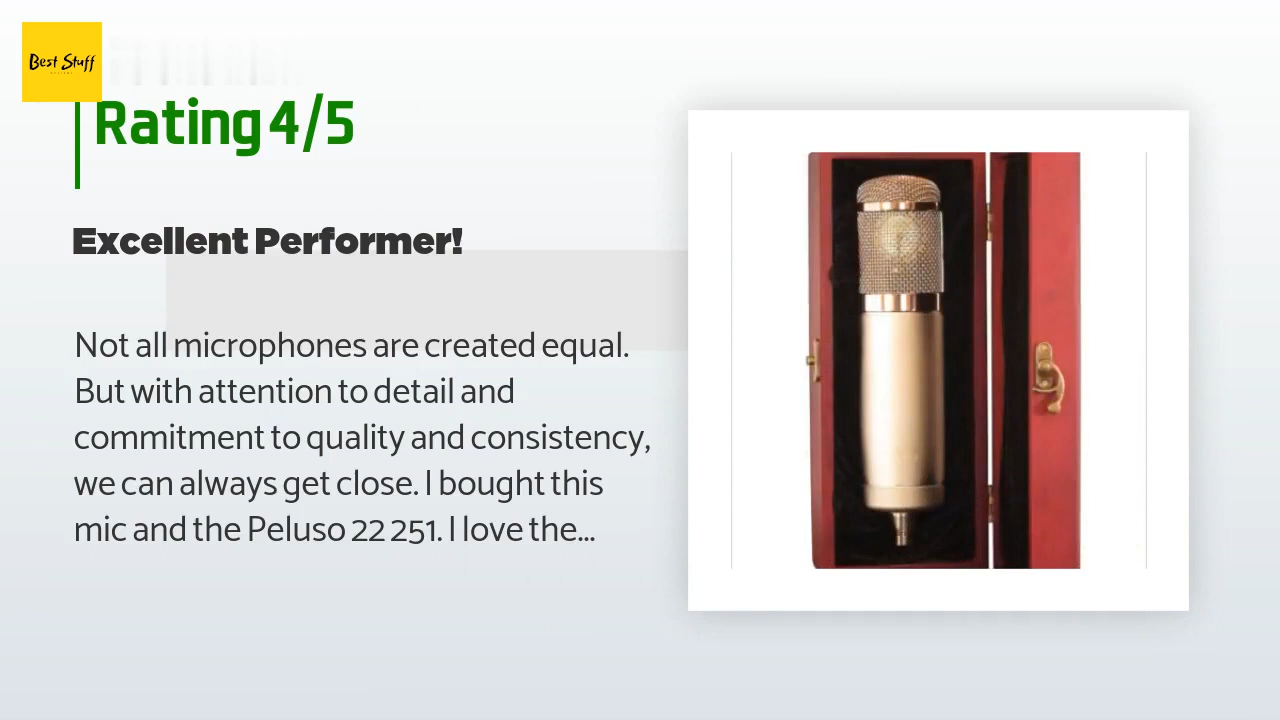 Best Stuff
Rating 4/5
Excellent Performer!
Not all microphones are created equal.
But with attention to detail and
commitment to quality and consistency,
we can always get close. I bought this
mic and the Peluso 22 251. I love the...